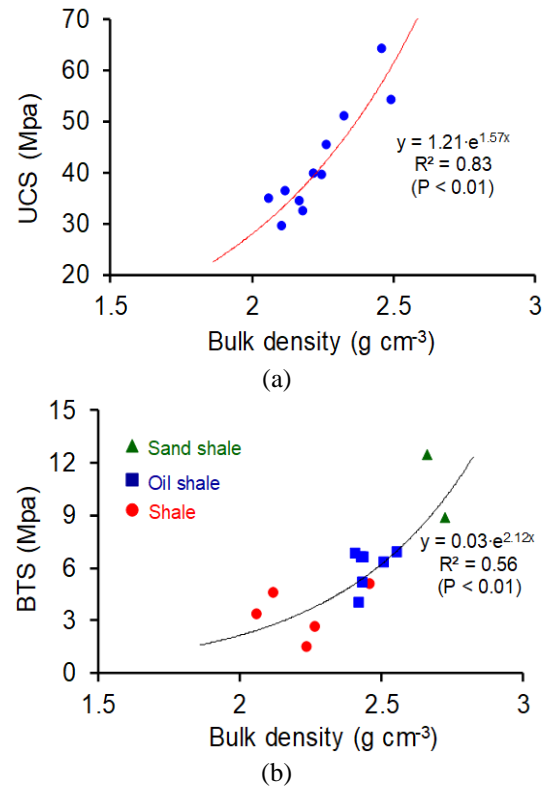 70
60
50
40
30
20
UCS (Mpa)
y = 1.21·e^1.57x
R² = 0.83
(P < 0.01)
1.5 2 2.5 3
Bulk density (g cm⁻³)
(a)
15
12
9
6
3
0
BTS (Mpa)
Sand shale
Oil shale
Shale
y = 0.03·e^2.12x
R² = 0.56
(P < 0.01)
1.5 2 2.5 3
Bulk density (g cm⁻³)
(b)